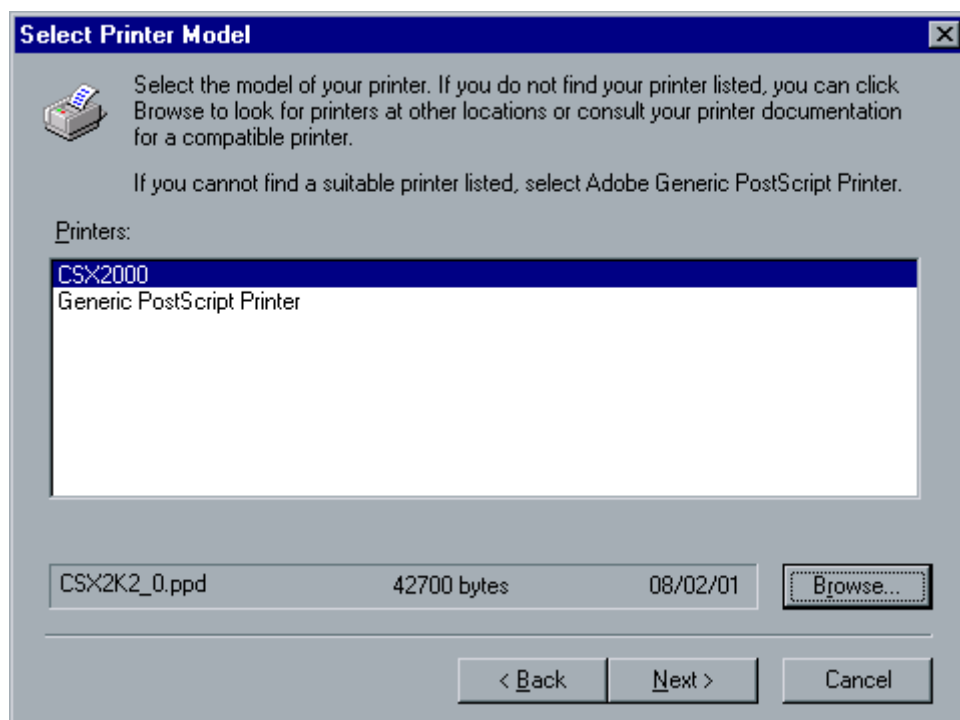 Select Printer Model
Select the model of your printer. If you do not find your printer listed, you can click
Browse to look for printers at other locations or consult your printer documentation
for a compatible printer.
If you cannot find a suitable printer listed, select Adobe Generic PostScript Printer.
Printers:
CSX2000
Generic PostScript Printer
CSX2K2_0.ppd 42700 bytes 08/02/01 Browse...
< Back Next > Cancel